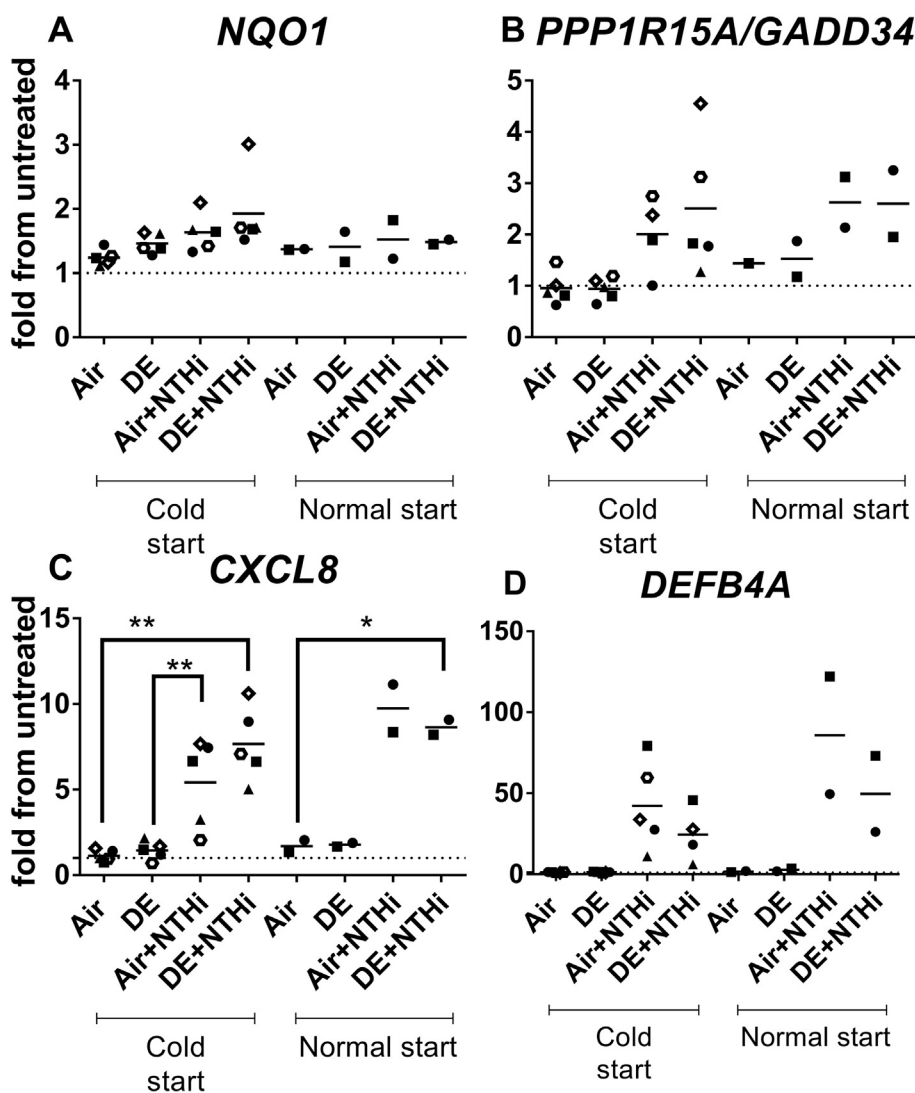 A NQO1
fold from untreated
4
3
2
1
0
Air DE Air+NTHi DE+NTHi Air DE Air+NTHi DE+NTHi
Cold start
Normal start
B PPP1R15A/GADD34
5
4
3
2
1
0
Air DE Air+NTHi DE+NTHi Air DE Air+NTHi DE+NTHi
Cold start
Normal start
C CXCL8
fold from untreated
15
10
5
0
** ** *
Air DE Air+NTHi DE+NTHi Air DE Air+NTHi DE+NTHi
Cold start
Normal start
D DEFB4A
150
100
50
0
Air DE Air+NTHi DE+NTHi Air DE Air+NTHi DE+NTHi
Cold start
Normal start